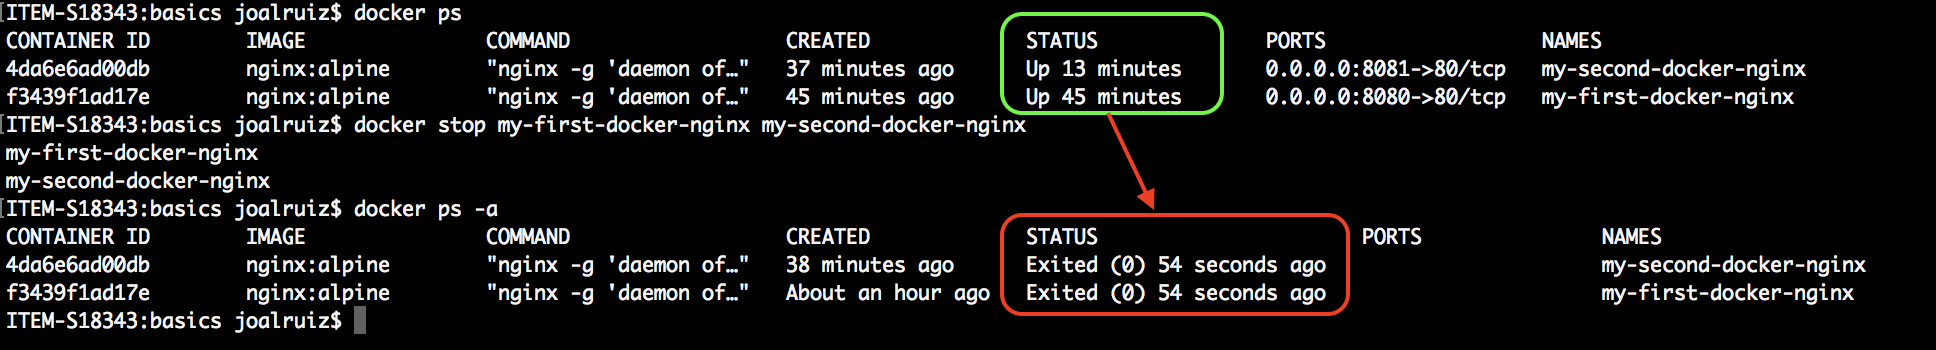 [ITEM-S18343:basics joalruiz$ docker ps
CONTAINER ID        IMAGE               COMMAND                  CREATED             STATUS              PORTS                  NAMES
4da6e6ad00db        nginx:alpine        "nginx -g 'daemon of…"   37 minutes ago      Up 13 minutes       0.0.0.0:8081->80/tcp   my-second-docker-nginx
f3439f1ad17e        nginx:alpine        "nginx -g 'daemon of…"   45 minutes ago      Up 45 minutes       0.0.0.0:8080->80/tcp   my-first-docker-nginx
[ITEM-S18343:basics joalruiz$ docker stop my-first-docker-nginx my-second-docker-nginx
my-first-docker-nginx
my-second-docker-nginx
[ITEM-S18343:basics joalruiz$ docker ps -a
CONTAINER ID        IMAGE               COMMAND                  CREATED             STATUS                      PORTS               NAMES
4da6e6ad00db        nginx:alpine        "nginx -g 'daemon of…"   38 minutes ago      Exited (0) 54 seconds ago                       my-second-docker-nginx
f3439f1ad17e        nginx:alpine        "nginx -g 'daemon of…"   About an hour ago   Exited (0) 54 seconds ago                       my-first-docker-nginx
ITEM-S18343:basics joalruiz$